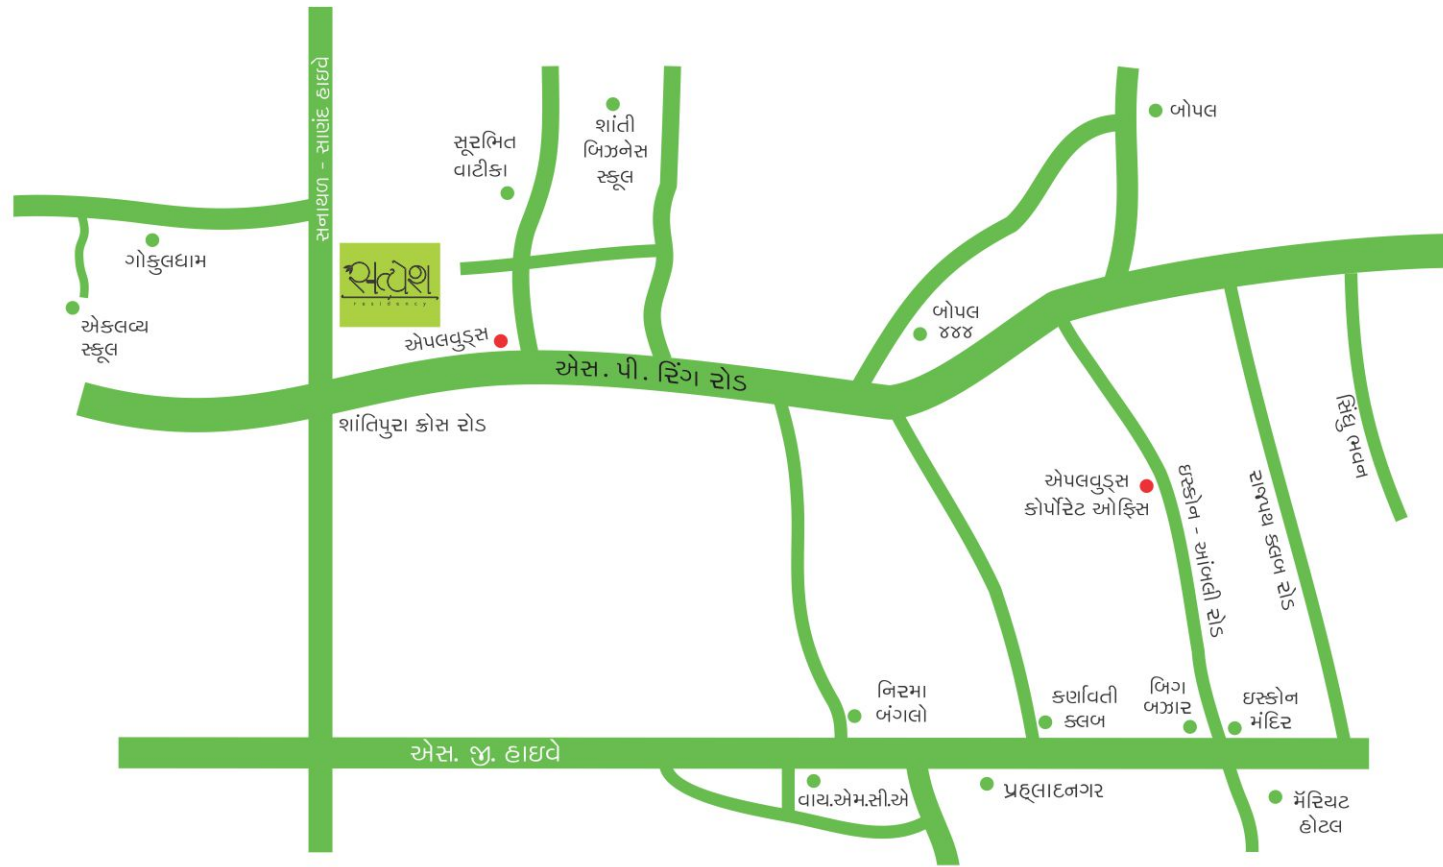 સનાથળ - સાણંદ હાઇવે
સૂરભિત
વાટીકા
શાંતી
બિઝનેસ
સ્કૂલ
બોપલ
ગોકુલધામ
સત્પેશ
residency
એકલવ્ય
સ્કૂલ
એપલવુડ્સ
બોપલ
૪૪૪
એસ. પી. રિંગ રોડ
શાંતિપુરા ક્રોસ રોડ
સિંધુ ભવન
એપલવુડ્સ
કોર્પોરેટ ઓફિસ
ઇસ્કોન - આંબલી રોડ
રાજપથ ક્લબ રોડ
નિરમા
બંગલો
કર્ણાવતી
ક્લબ
બિગ
બઝાર
ઇસ્કોન
મંદિર
એસ. જી. હાઇવે
વાય.એમ.સી.એ
પ્રહ્લાદનગર
મૅરિયટ
હોટલ